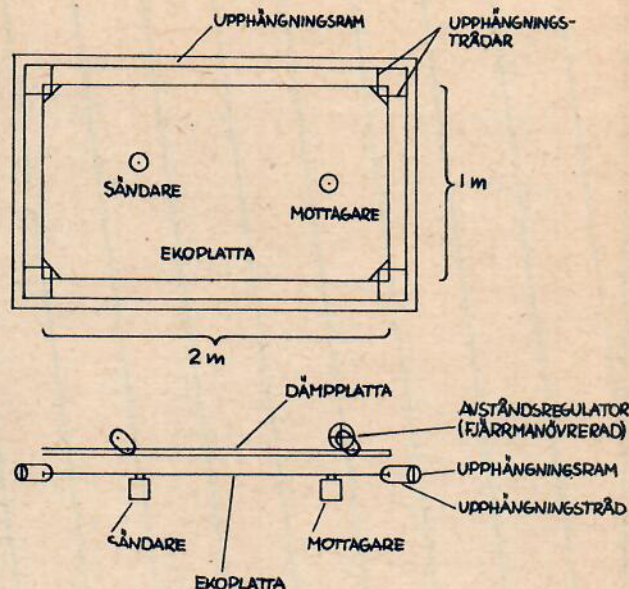 UPPHÄNGNINGSRAM
UPPHÄNGNINGS-
TRÅDAR
SÄNDARE
MOTTAGARE
1 m
EKOPLATTA
2 m
DÄMPPLATTA
AVSTÅNDSREGULATOR
(FJÄRRMANÖVRERAD)
UPPHÄNGNINGSRAM
UPPHÄNGNINGSTRÅD
SÄNDARE
MOTTAGARE
EKOPLATTA